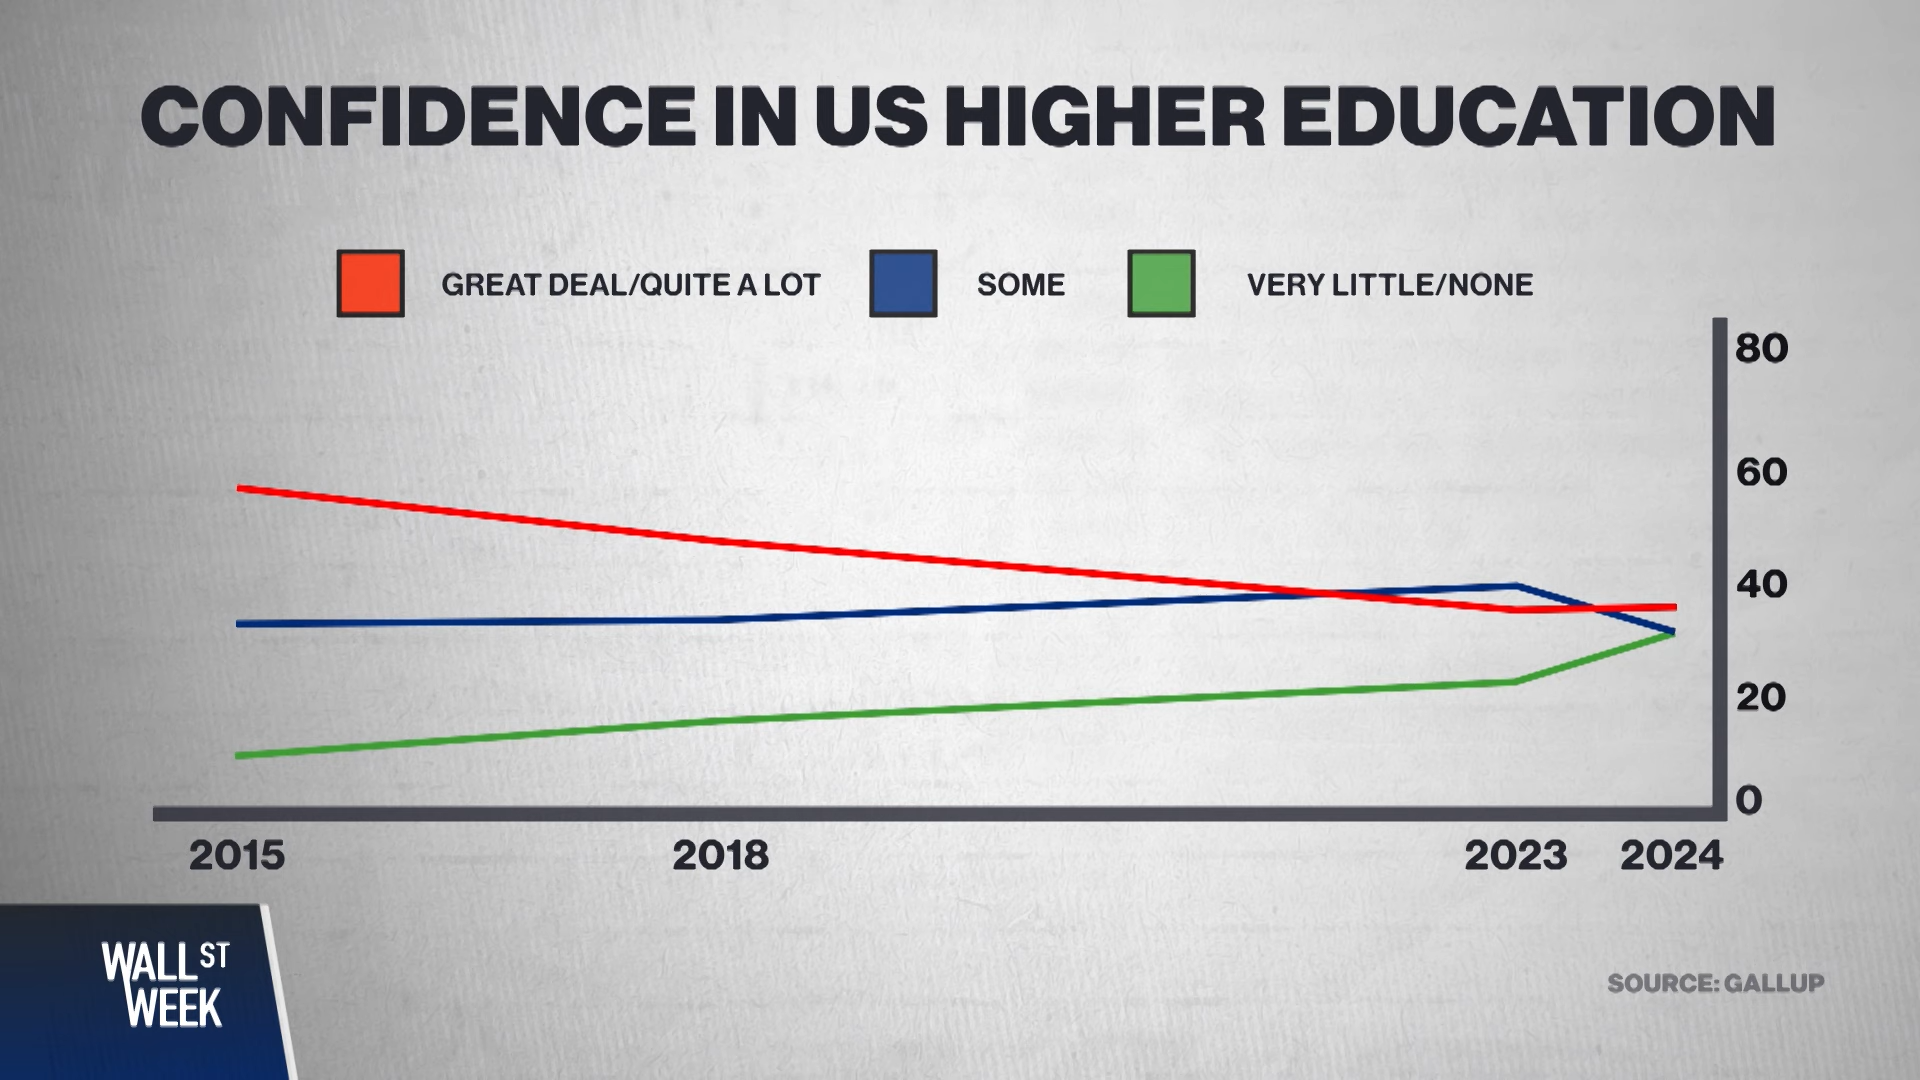 CONFIDENCE IN US HIGHER EDUCATION
GREAT DEAL/QUITE A LOT SOME VERY LITTLE/NONE
80
60
40
20
0
2015 2018 2023 2024
WALL ST
WEEK
SOURCE: GALLUP